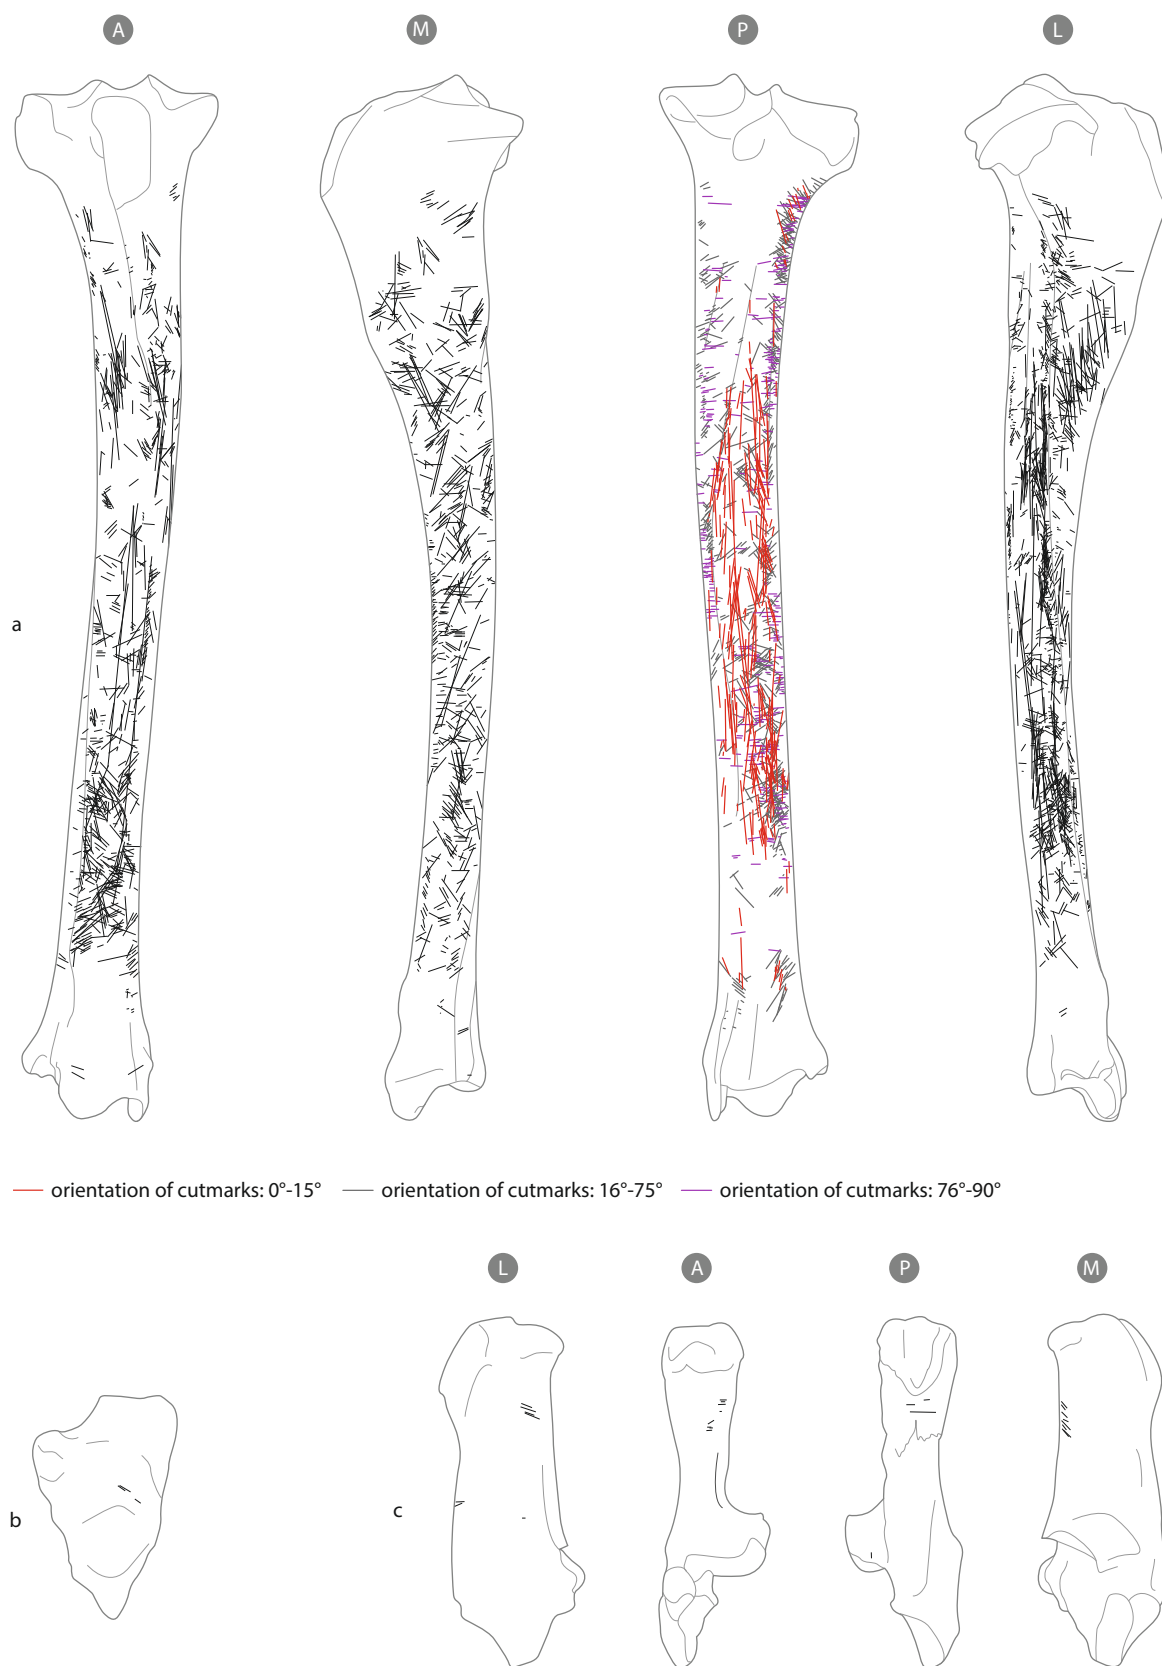 A M P L
a
orientation of cutmarks: 0°-15° orientation of cutmarks: 16°-75° orientation of cutmarks: 76°-90°
L A P M
b
c